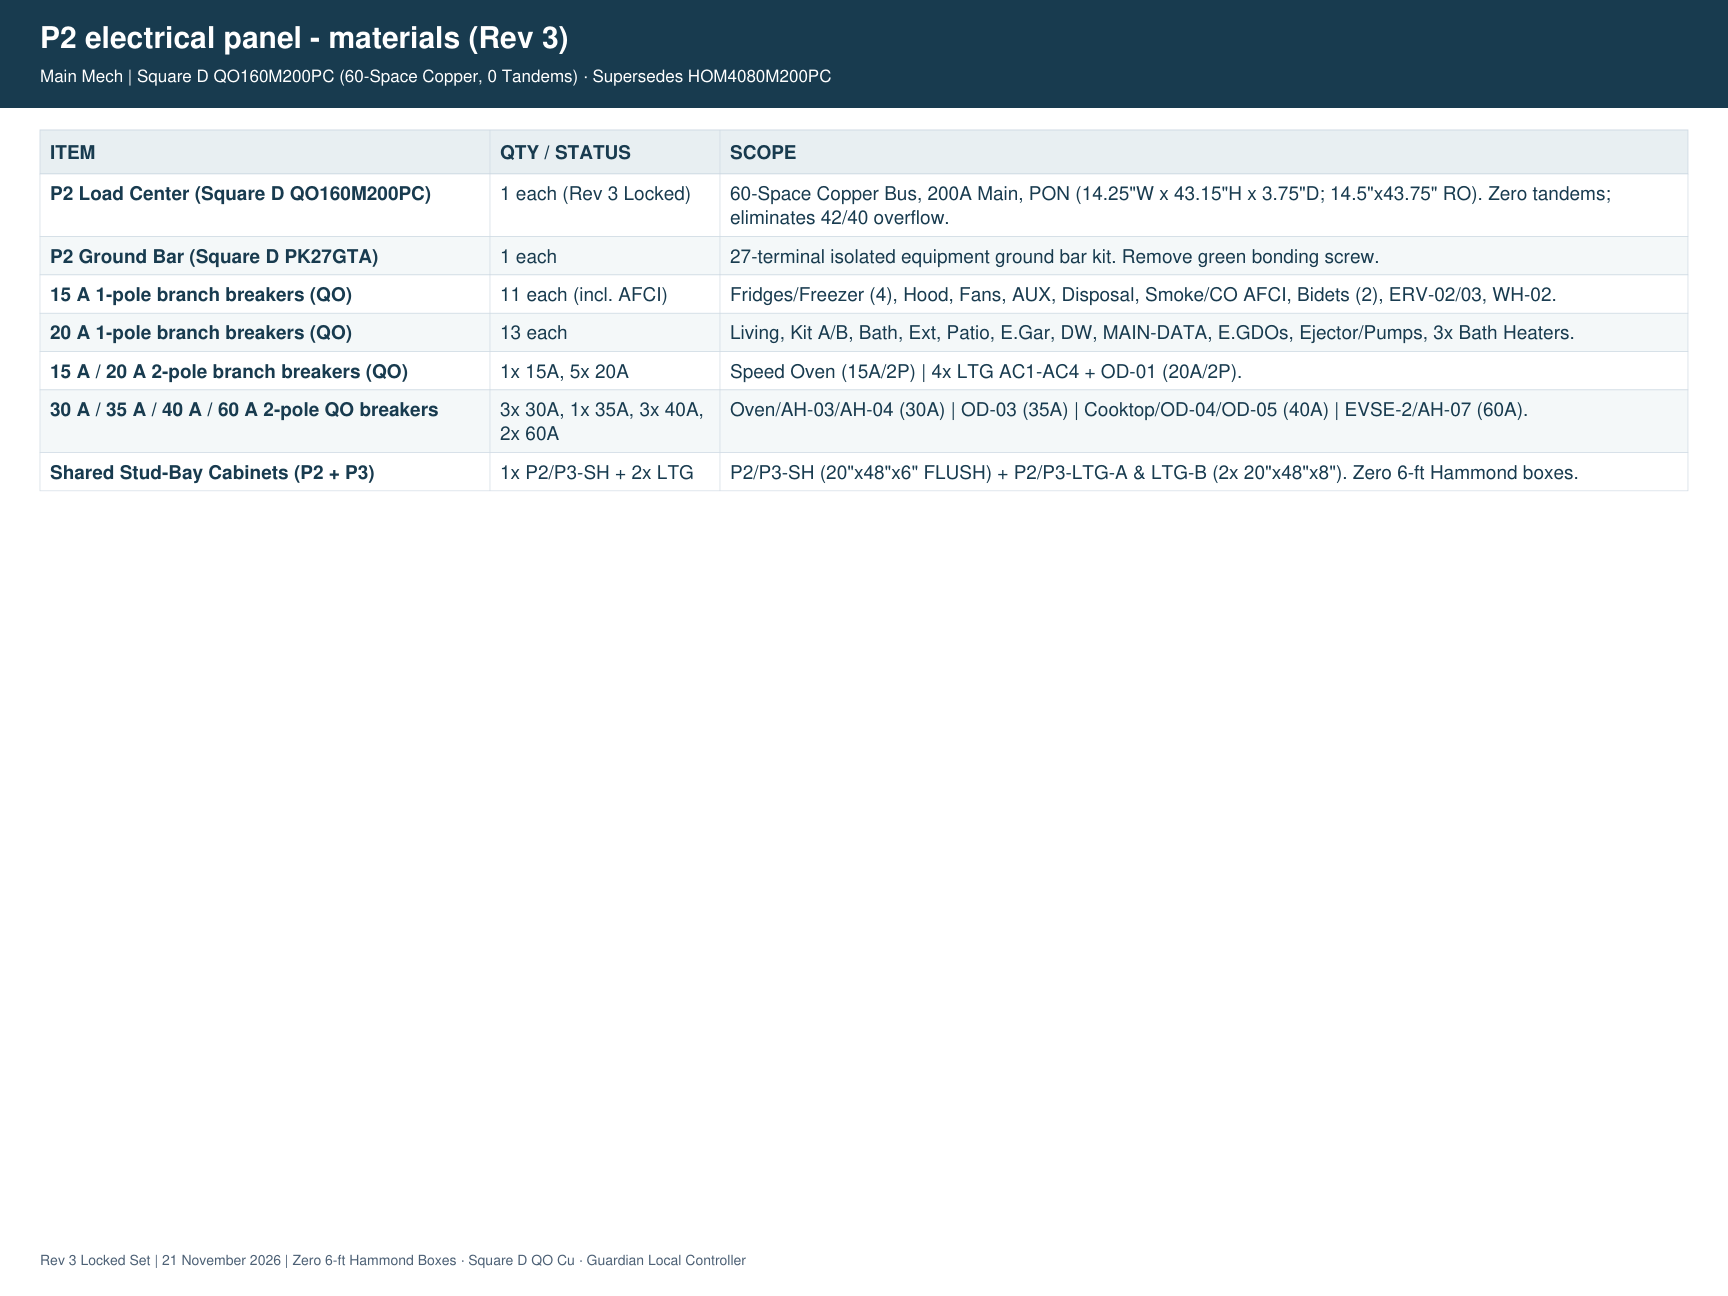 P2 electrical panel - materials (Rev 3)
Main Mech | Square D QO160M200PC (60-Space Copper, 0 Tandems) · Supersedes HOM4080M200PC
ITEM QTY / STATUS SCOPE
P2 Load Center (Square D QO160M200PC) 1 each (Rev 3 Locked) 60-Space Copper Bus, 200A Main, PON (14.25"W x 43.15"H x 3.75"D; 14.5"x43.75" RO). Zero tandems;
eliminates 42/40 overflow.
P2 Ground Bar (Square D PK27GTA) 1 each 27-terminal isolated equipment ground bar kit. Remove green bonding screw.
15 A 1-pole branch breakers (QO) 11 each (incl. AFCI) Fridges/Freezer (4), Hood, Fans, AUX, Disposal, Smoke/CO AFCI, Bidets (2), ERV-02/03, WH-02.
20 A 1-pole branch breakers (QO) 13 each Living, Kit A/B, Bath, Ext, Patio, E.Gar, DW, MAIN-DATA, E.GDOs, Ejector/Pumps, 3x Bath Heaters.
15 A / 20 A 2-pole branch breakers (QO) 1x 15A, 5x 20A Speed Oven (15A/2P) | 4x LTG AC1-AC4 + OD-01 (20A/2P).
30 A / 35 A / 40 A / 60 A 2-pole QO breakers 3x 30A, 1x 35A, 3x 40A, Oven/AH-03/AH-04 (30A) | OD-03 (35A) | Cooktop/OD-04/OD-05 (40A) | EVSE-2/AH-07 (60A).
2x 60A
Shared Stud-Bay Cabinets (P2 + P3) 1x P2/P3-SH + 2x LTG P2/P3-SH (20"x48"x6" FLUSH) + P2/P3-LTG-A & LTG-B (2x 20"x48"x8"). Zero 6-ft Hammond boxes.
Rev 3 Locked Set | 21 November 2026 | Zero 6-ft Hammond Boxes · Square D QO Cu · Guardian Local Controller